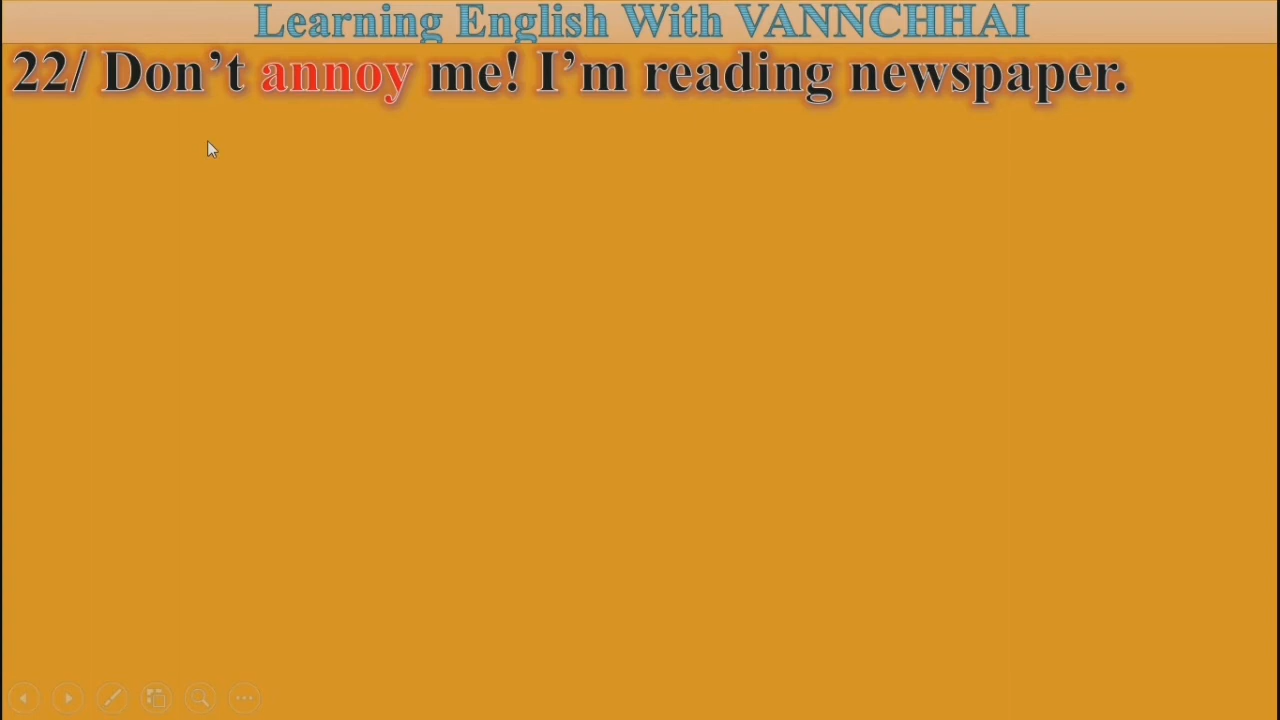 Learning English With VANNCHHAI
22/ Don’t annoy me! I’m reading newspaper.